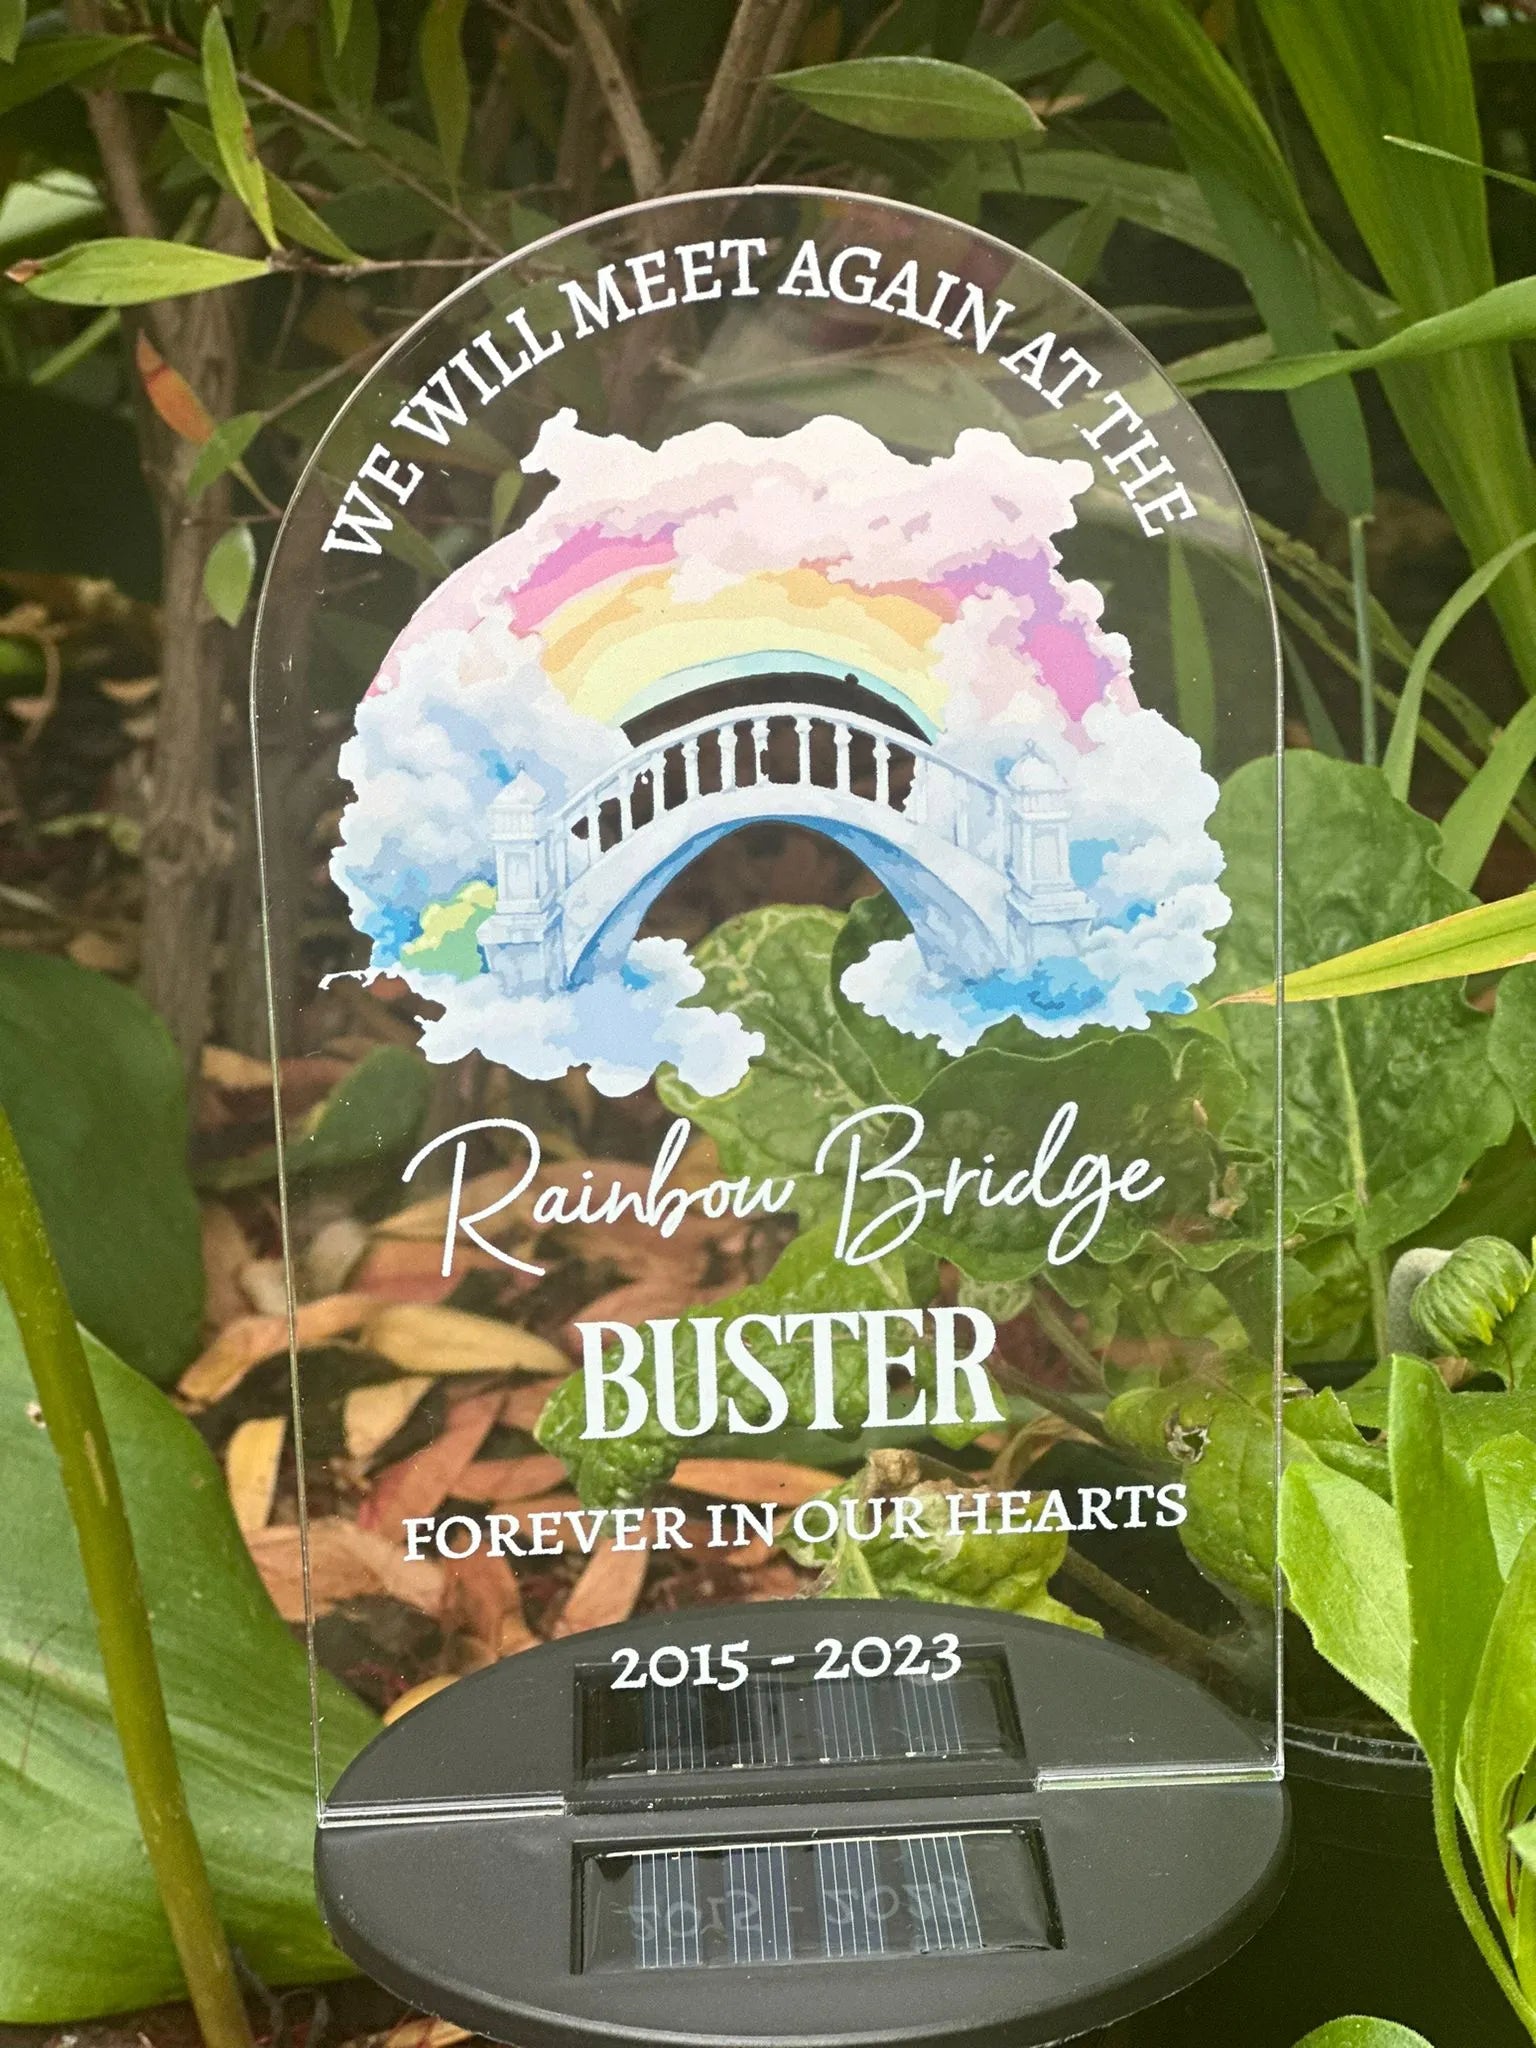 WE WILL MEET AGAIN AT THE
Rainbow Bridge
BUSTER
FOREVER IN OUR HEARTS
2015 - 2023